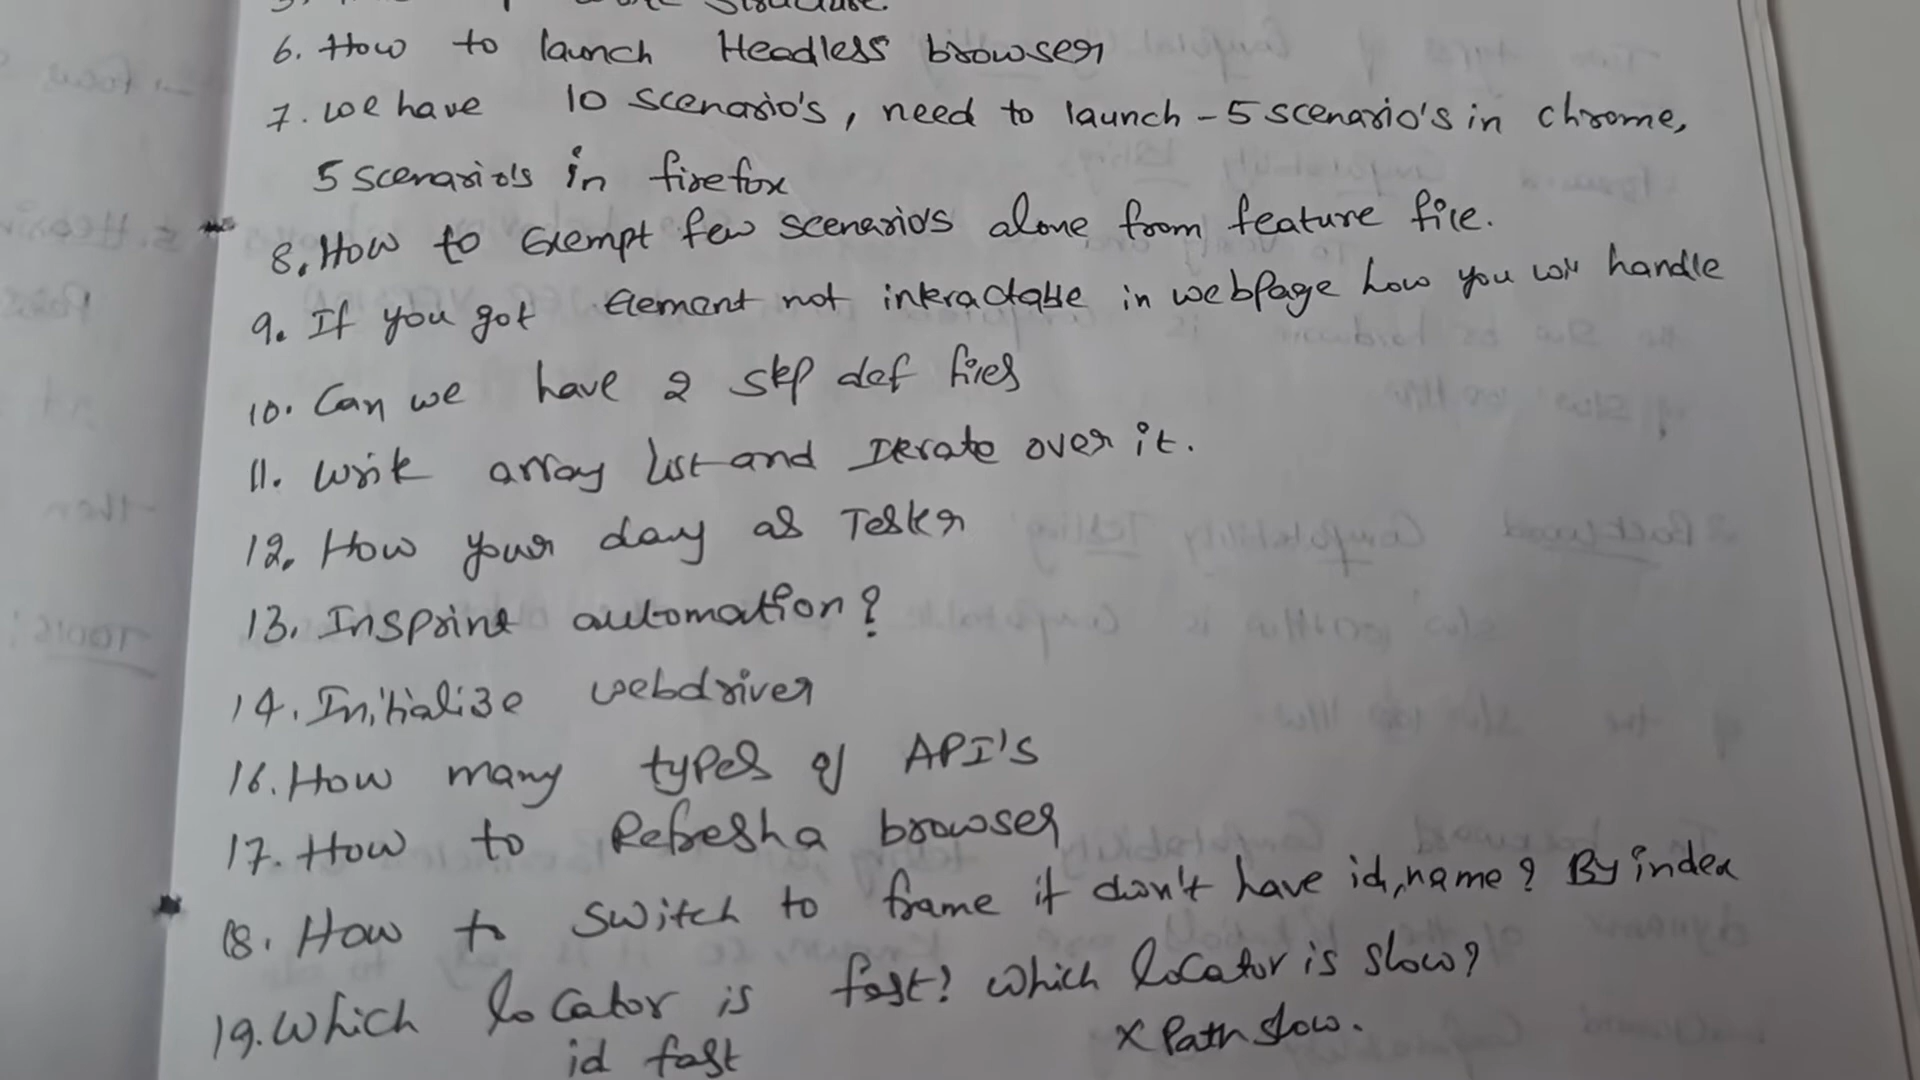 Structure.
6. How to launch Headless browser
7. we have 10 scenario's, need to launch - 5 scenario's in chrome,
5 scenario's in firefox
8. How to Exempt few scenario's alone from feature file.
9. If you got Element not interactable in webpage how you will handle
10. Can we have 2 step def files
11. Write array list and Iterate over it.
12. How your day as Tester
13. Insprint automation?
14. Initialize webdriver
16. How many types of API's
17. How to Refresh a browser
18. How to switch to frame if don't have id, name? By index
19. Which locator is fast? which locator is slow?
id fast XPath slow.